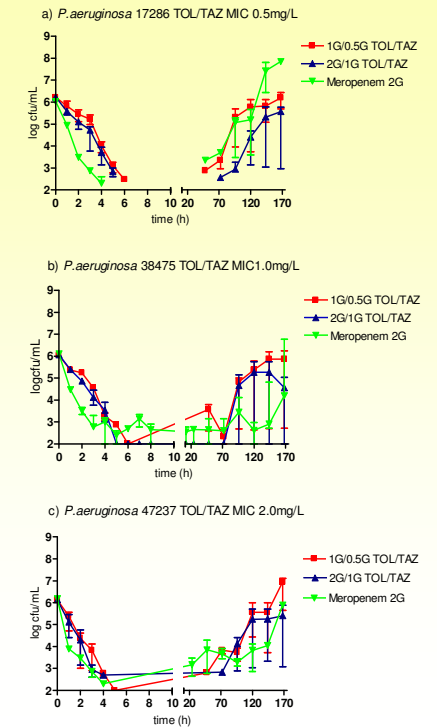 a) P.aeruginosa 17286 TOL/TAZ MIC 0.5mg/L
9
8
7
6
5
4
3
2
log cfu/mL
0 2 4 6 8 10 20 70 120 170
time (h)
1G/0.5G TOL/TAZ
2G/1G TOL/TAZ
Meropenem 2G
b) P.aeruginosa 38475 TOL/TAZ MIC1.0mg/L
9
8
7
6
5
4
3
2
logcfu/mL
0 2 4 6 8 10 20 70 120 170
time (h)
1G/0.5G TOL/TAZ
2G/1G TOL/TAZ
Meropenem 2G
c) P.aeruginosa 47237 TOL/TAZ MIC 2.0mg/L
9
8
7
6
5
4
3
2
log cfu/mL
0 2 4 6 8 10 20 70 120 170
time (h)
1G/0.5G TOL/TAZ
2G/1G TOL/TAZ
Meropenem 2G